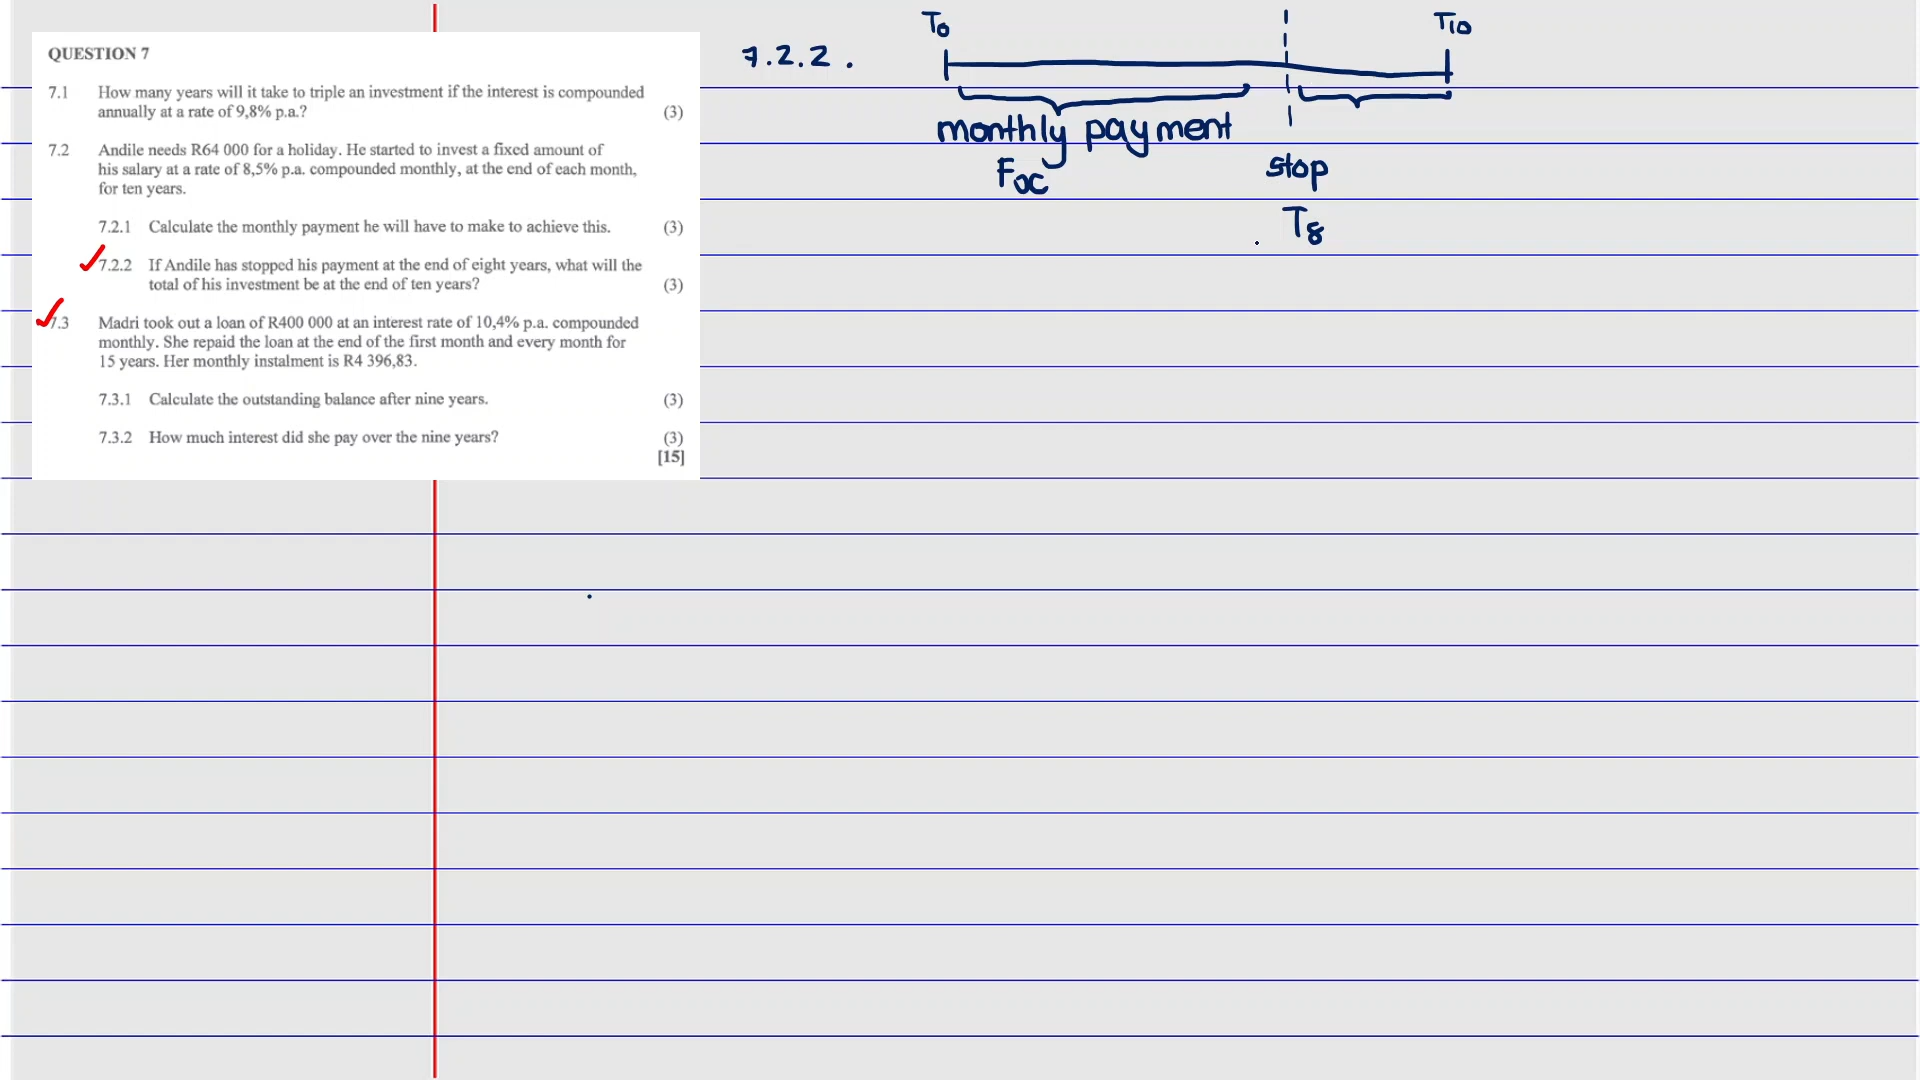 QUESTION 7
7.1 How many years will it take to triple an investment if the interest is compounded
annually at a rate of 9,8% p.a.? (3)
7.2 Andile needs R64 000 for a holiday. He started to invest a fixed amount of
his salary at a rate of 8,5% p.a. compounded monthly, at the end of each month,
for ten years.
7.2.1 Calculate the monthly payment he will have to make to achieve this. (3)
7.2.2 If Andile has stopped his payment at the end of eight years, what will the
total of his investment be at the end of ten years? (3)
7.3 Madri took out a loan of R400 000 at an interest rate of 10,4% p.a. compounded
monthly. She repaid the loan at the end of the first month and every month for
15 years. Her monthly instalment is R4 396,83.
7.3.1 Calculate the outstanding balance after nine years. (3)
7.3.2 How much interest did she pay over the nine years? (3)
[15]
T0 T10
7.2.2.
monthly payment
stop
T8